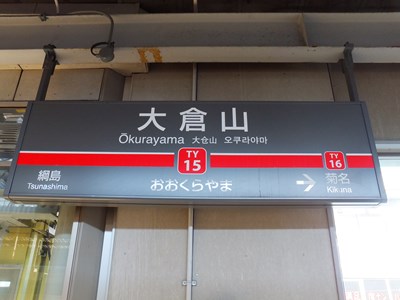 大倉山
Ōkurayama 大仓山 오쿠라야마
TY
15
TY
16
綱島
Tsunashima
おおくらやま
菊名
Kikuna